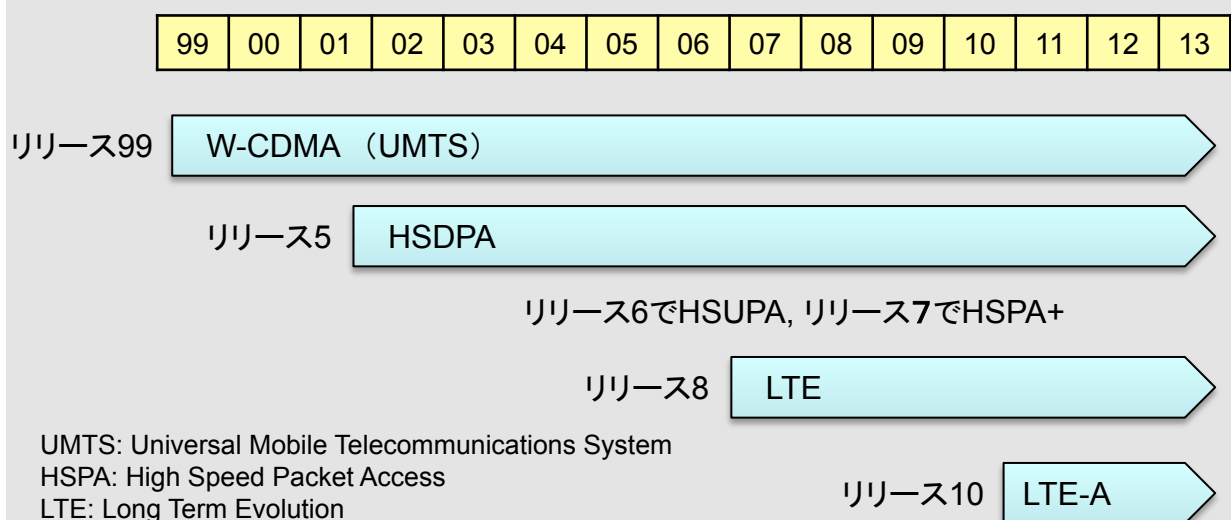 99 00 01 02 03 04 05 06 07 08 09 10 11 12 13
リリース99 W-CDMA （UMTS）
リリース5 HSDPA
リリース6でHSUPA, リリース7でHSPA+
リリース8 LTE
UMTS: Universal Mobile Telecommunications System
HSPA: High Speed Packet Access
LTE: Long Term Evolution
リリース10 LTE-A